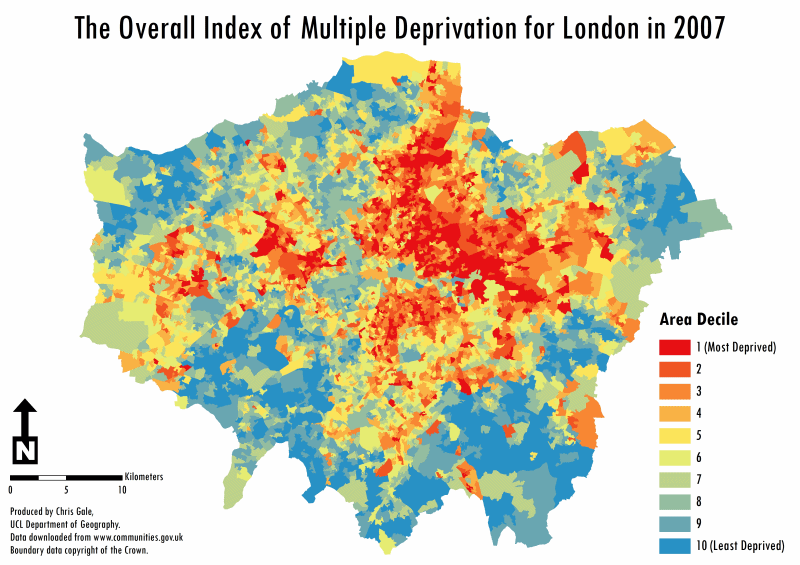 The Overall Index of Multiple Deprivation for London in 2007
Area Decile
1 (Most Deprived)
2
3
4
5
6
7
8
9
10 (Least Deprived)
N
Kilometers
0 5 10
Produced by Chris Gale,
UCL Department of Geography.
Data downloaded from www.communities.gov.uk
Boundary data copyright of the Crown.